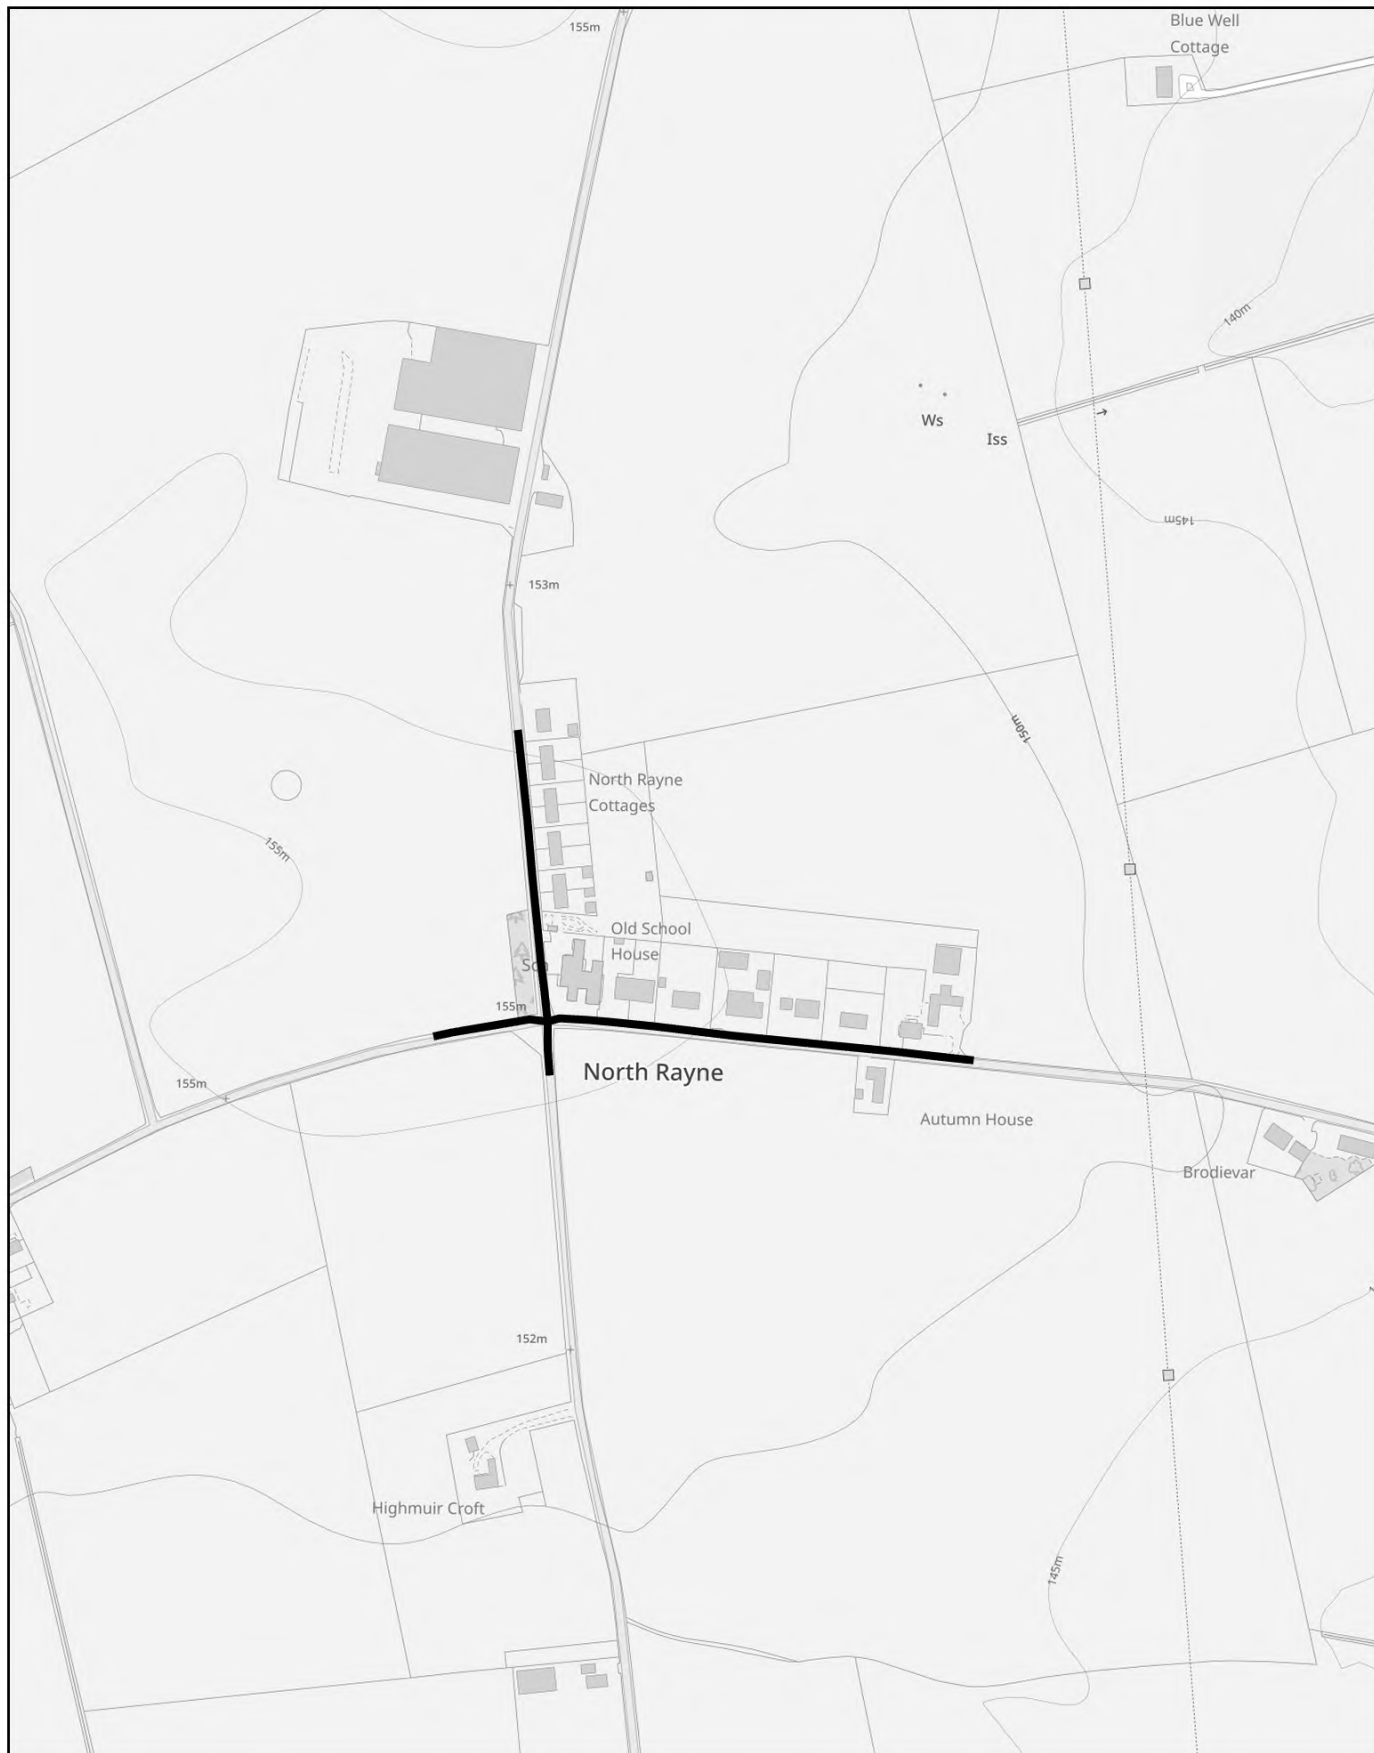 155m
Blue Well
Cottage
140m
Ws
Iss
145m
153m
150m
North Rayne
Cottages
155m
Old School
House
Sch
155m
North Rayne
155m
Autumn House
Brodievar
152m
Highmuir Croft
145m